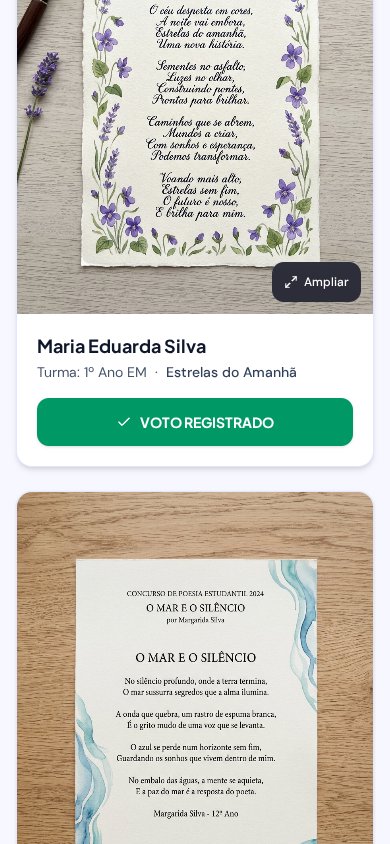 O céu desperta em cores,
A noite vai embora,
Estrelas do amanhã,
Uma nova história.
Sementes no asfalto,
Luzes no olhar,
Construindo pontes,
Prontas para brilhar.
Caminhos que se abrem,
Mundos a criar,
Com sonhos e esperança,
Podemos transformar.
Voando mais alto,
Estrelas sem fim,
O futuro é nosso,
E brilha para mim.
Ampliar
Maria Eduarda Silva
Turma: 1º Ano EM · Estrelas do Amanhã
VOTO REGISTRADO
CONCURSO DE POESIA ESTUDANTIL 2024
O MAR E O SILÊNCIO
por Margarida Silva
O MAR E O SILÊNCIO
No silêncio profundo, onde a terra termina,
O mar sussurra segredos que a alma ilumina.
A onda que quebra, um rastro de espuma branca,
É o grito mudo de uma voz que se levanta.
O azul se perde num horizonte sem fim,
Guardando os sonhos que vivem dentro de mim.
No embalo das águas, a mente se aquieta,
E a paz do mar é a resposta do poeta.
Margarida Silva - 12º Ano